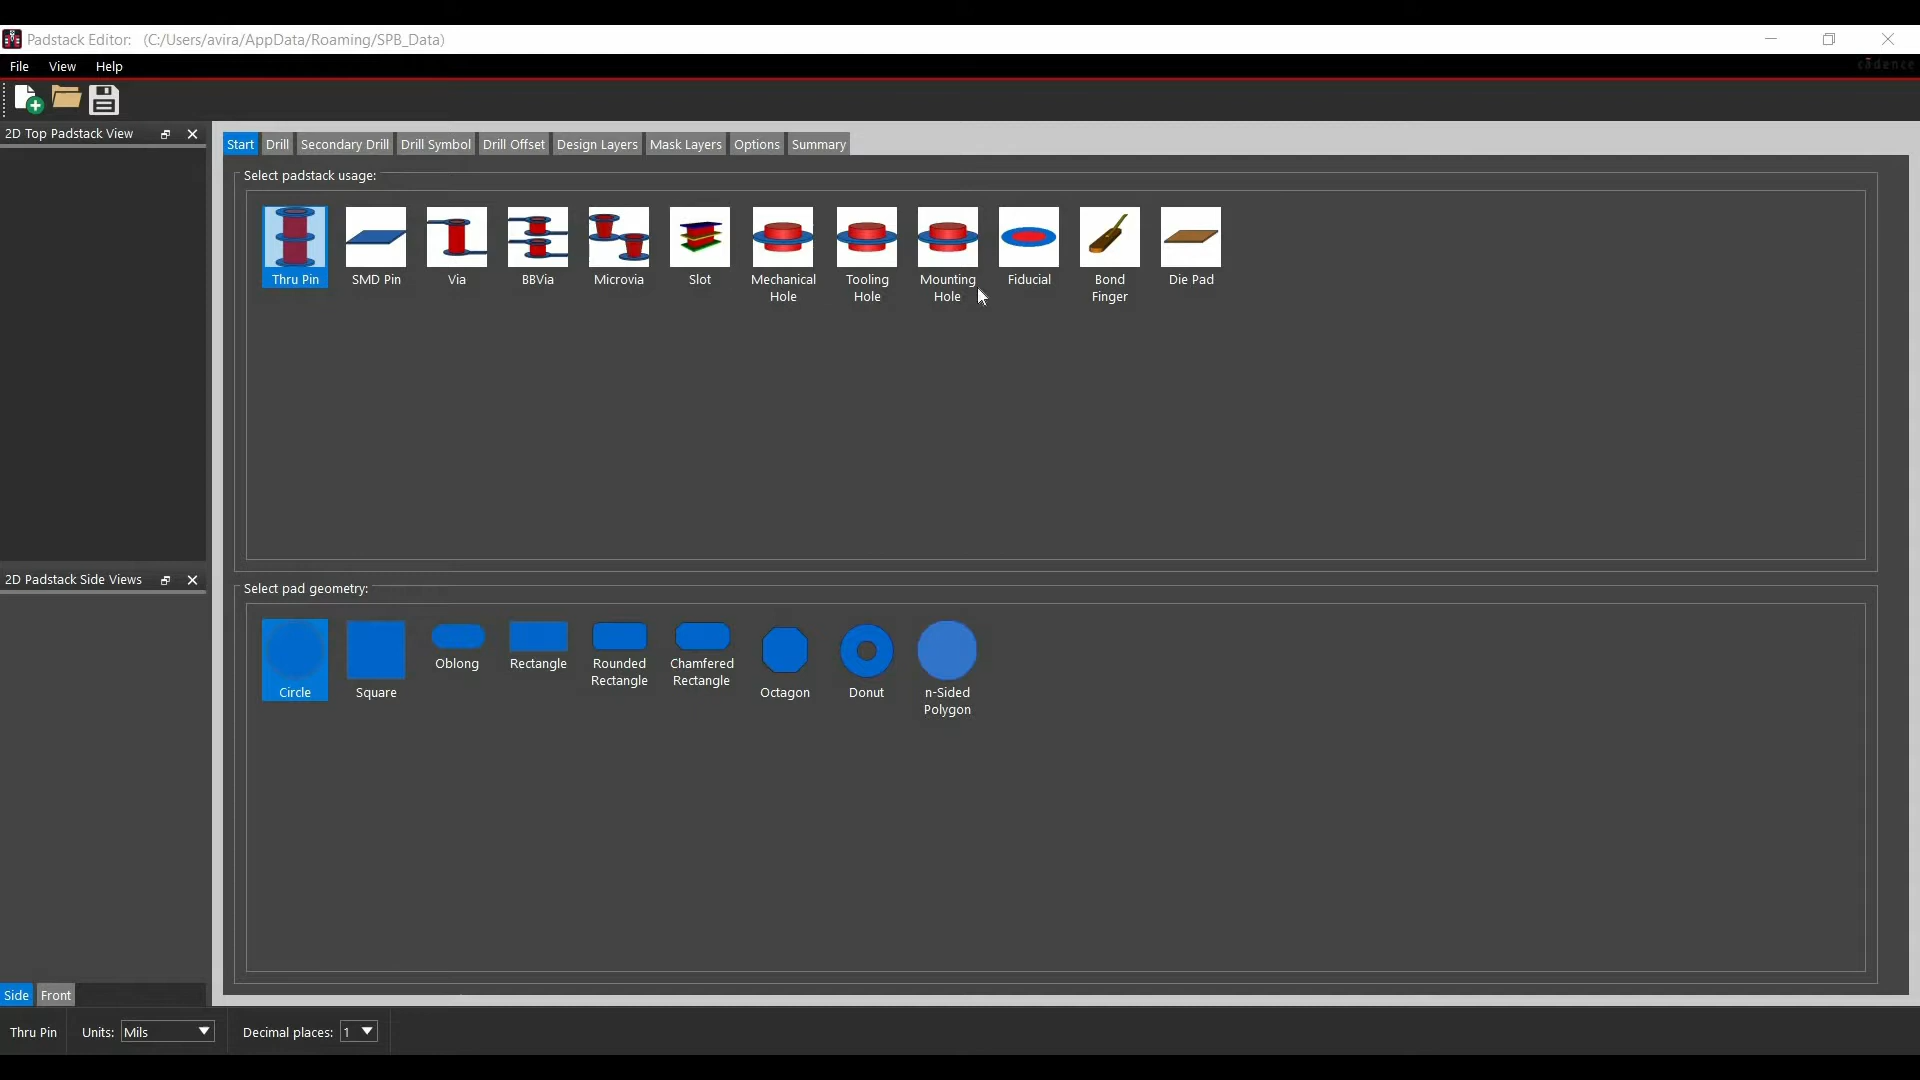 Padstack Editor: (C:/Users/avira/AppData/Roaming/SPB_Data)
File View Help
cādence
2D Top Padstack View
Start Drill Secondary Drill Drill Symbol Drill Offset Design Layers Mask Layers Options Summary
Select padstack usage:
Thru Pin SMD Pin Via BBVia Microvia Slot Mechanical Hole Tooling Hole Mounting Hole Fiducial Bond Finger Die Pad
2D Padstack Side Views
Select pad geometry:
Circle Square Oblong Rectangle Rounded Rectangle Chamfered Rectangle Octagon Donut n-Sided Polygon
Side Front
Thru Pin Units: Mils Decimal places: 1